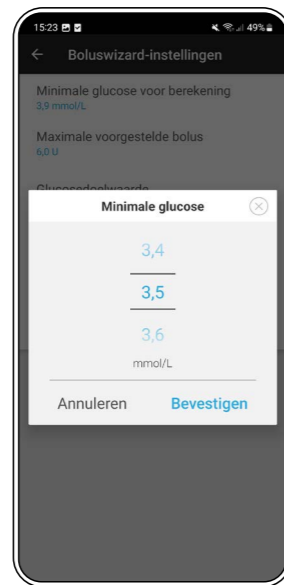 15:23 49%
Boluswizard-instellingen
Minimale glucose voor berekening
3,9 mmol/L
Maximale voorgestelde bolus
6,0 U
Glucosedoelwaarde
Minimale glucose
3,4
3,5
3,6
mmol/L
Annuleren Bevestigen